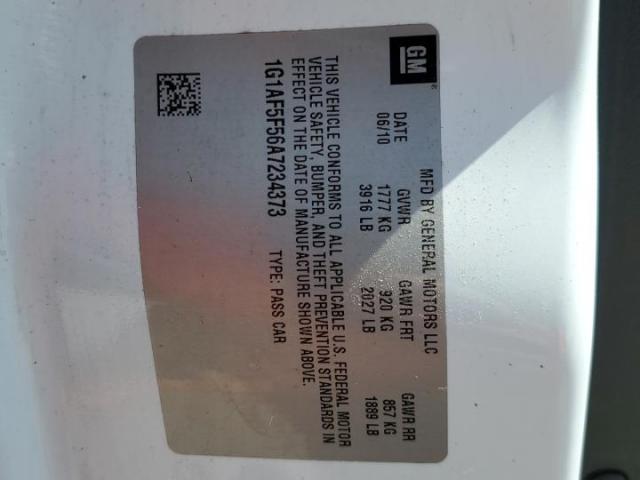 GM
®
MFD BY GENERAL MOTORS LLC
DATE GVWR GAWR FRT GAWR RR
06/10 1777 KG 920 KG 857 KG
3916 LB 2027 LB 1889 LB
THIS VEHICLE CONFORMS TO ALL APPLICABLE U.S. FEDERAL MOTOR
VEHICLE SAFETY, BUMPER, AND THEFT PREVENTION STANDARDS IN
EFFECT ON THE DATE OF MANUFACTURE SHOWN ABOVE.
1G1AF5F56A7234373 TYPE: PASS CAR